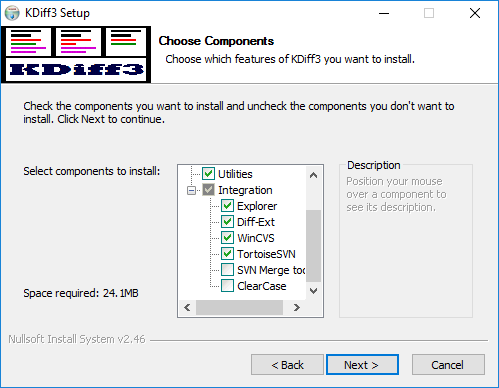 KDiff3 Setup
KDiff3
Choose Components
Choose which features of KDiff3 you want to install.
Check the components you want to install and uncheck the components you don't want to
install. Click Next to continue.
Select components to install:
Utilities
Integration
Explorer
Diff-Ext
WinCVS
TortoiseSVN
SVN Merge too
ClearCase
Description
Position your mouse
over a component to
see its description.
Space required: 24.1MB
Nullsoft Install System v2.46
< Back
Next >
Cancel